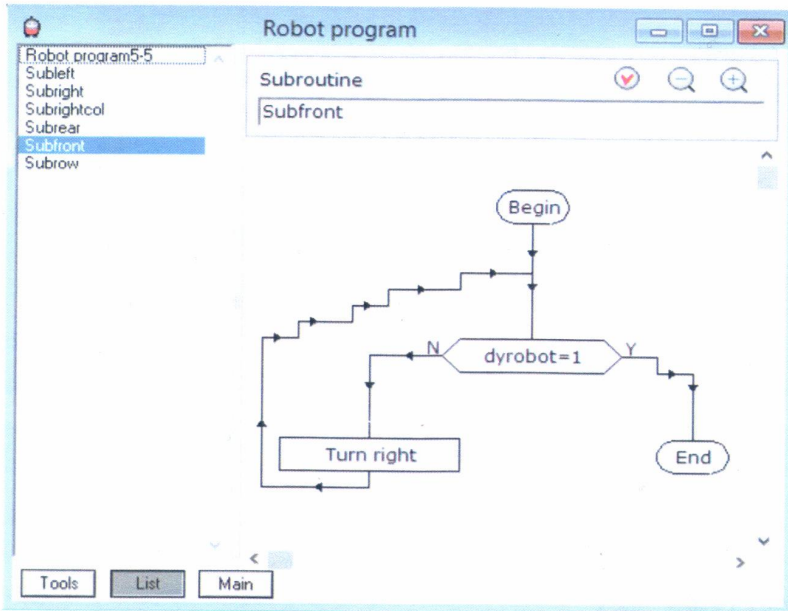 Robot program
Robot program5-5
Subleft
Subright
Subrightcol
Subrear
Subfront
Subrow
Subroutine
Subfront
Begin
N
dyrobot=1
Y
Turn right
End
Tools
List
Main